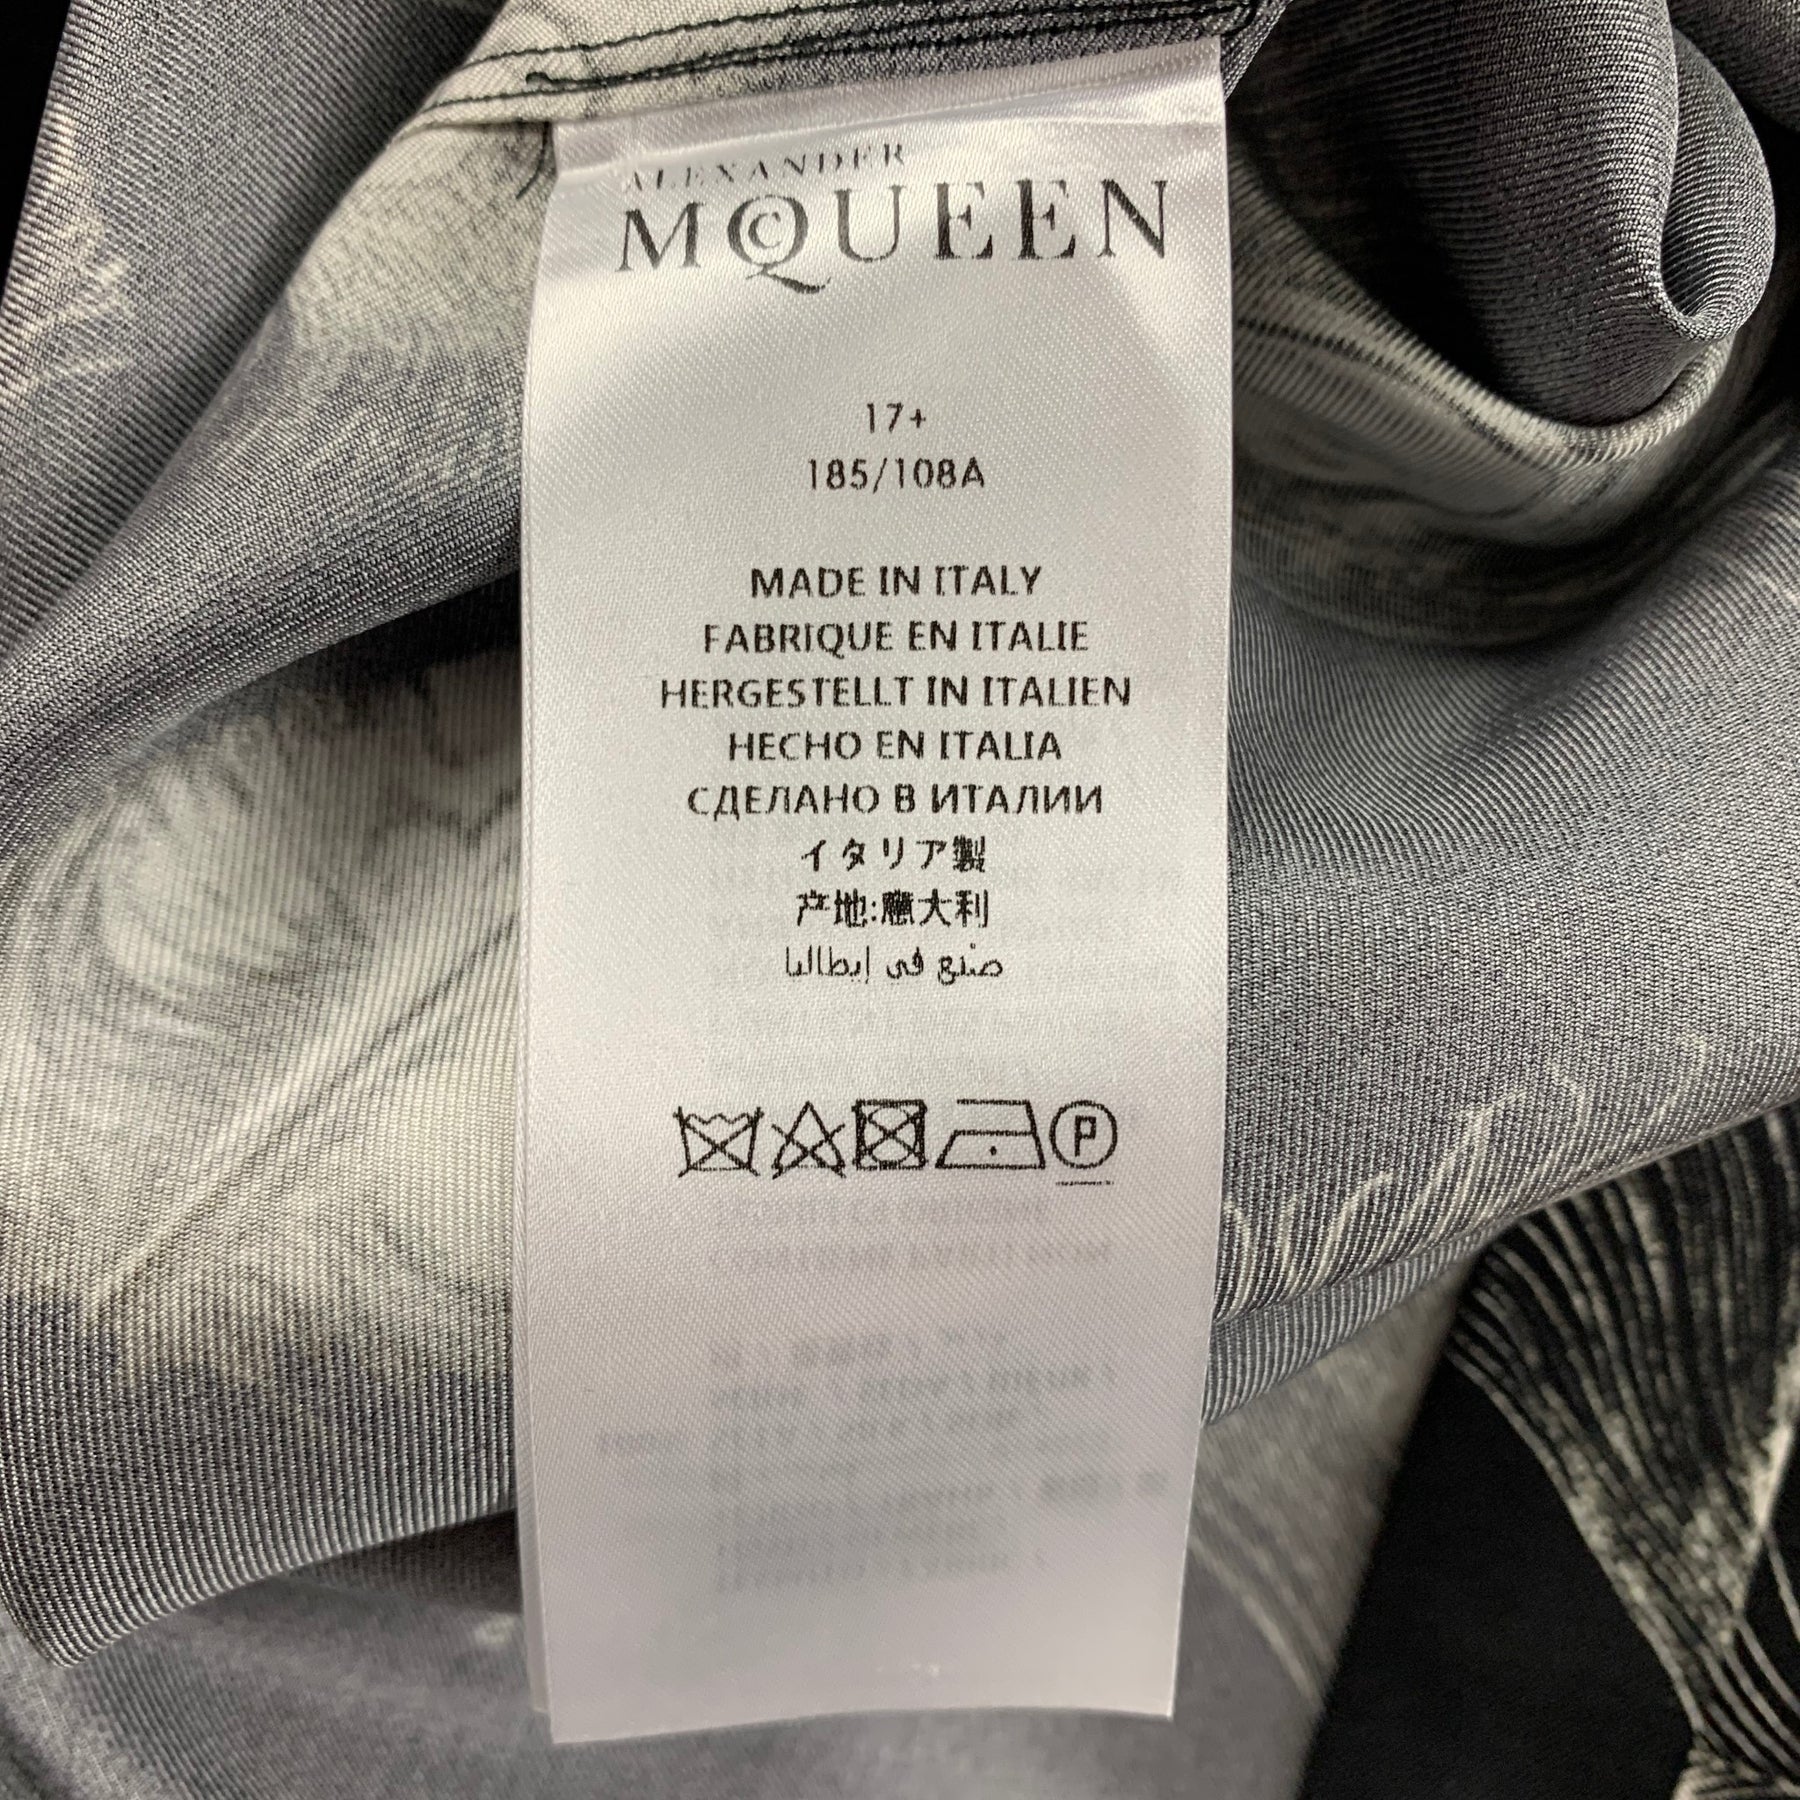 ALEXANDER
MCQUEEN
17+
185/108A
MADE IN ITALY
FABRIQUE EN ITALIE
HERGESTELLT IN ITALIEN
HECHO EN ITALIA
СДЕЛАНО В ИТАЛИИ
イタリア製
产地:意大利
صنع في إيطاليا
P